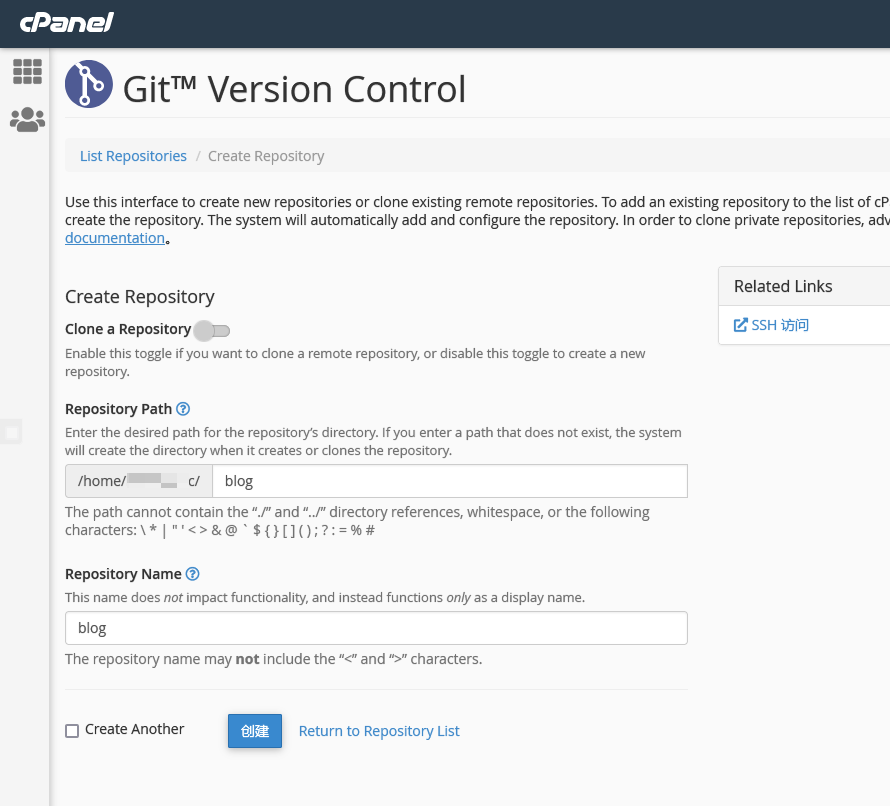 cPanel
Git™ Version Control
List Repositories / Create Repository
Use this interface to create new repositories or clone existing remote repositories. To add an existing repository to the list of cP
create the repository. The system will automatically add and configure the repository. In order to clone private repositories, adv
documentation。
Create Repository
Clone a Repository
Enable this toggle if you want to clone a remote repository, or disable this toggle to create a new
repository.
Repository Path
Enter the desired path for the repository’s directory. If you enter a path that does not exist, the system
will create the directory when it creates or clones the repository.
/home/ c/ blog
The path cannot contain the “./” and “../” directory references, whitespace, or the following
characters: \ * | " ' < > & @ ` $ { } [ ] ( ) ; ? : = % #
Repository Name
This name does not impact functionality, and instead functions only as a display name.
blog
The repository name may not include the “<” and “>” characters.
Create Another 创建 Return to Repository List
Related Links
SSH 访问